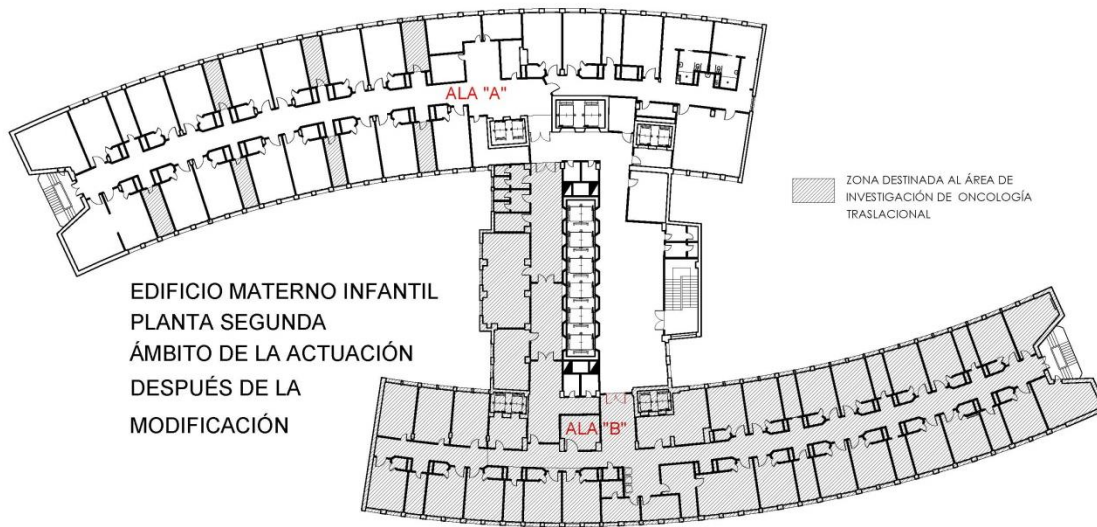 ALA "A"
ZONA DESTINADA AL ÁREA DE
INVESTIGACIÓN DE ONCOLOGÍA
TRASLACIONAL
EDIFICIO MATERNO INFANTIL
PLANTA SEGUNDA
ÁMBITO DE LA ACTUACIÓN
DESPUÉS DE LA
MODIFICACIÓN
ALA "B"